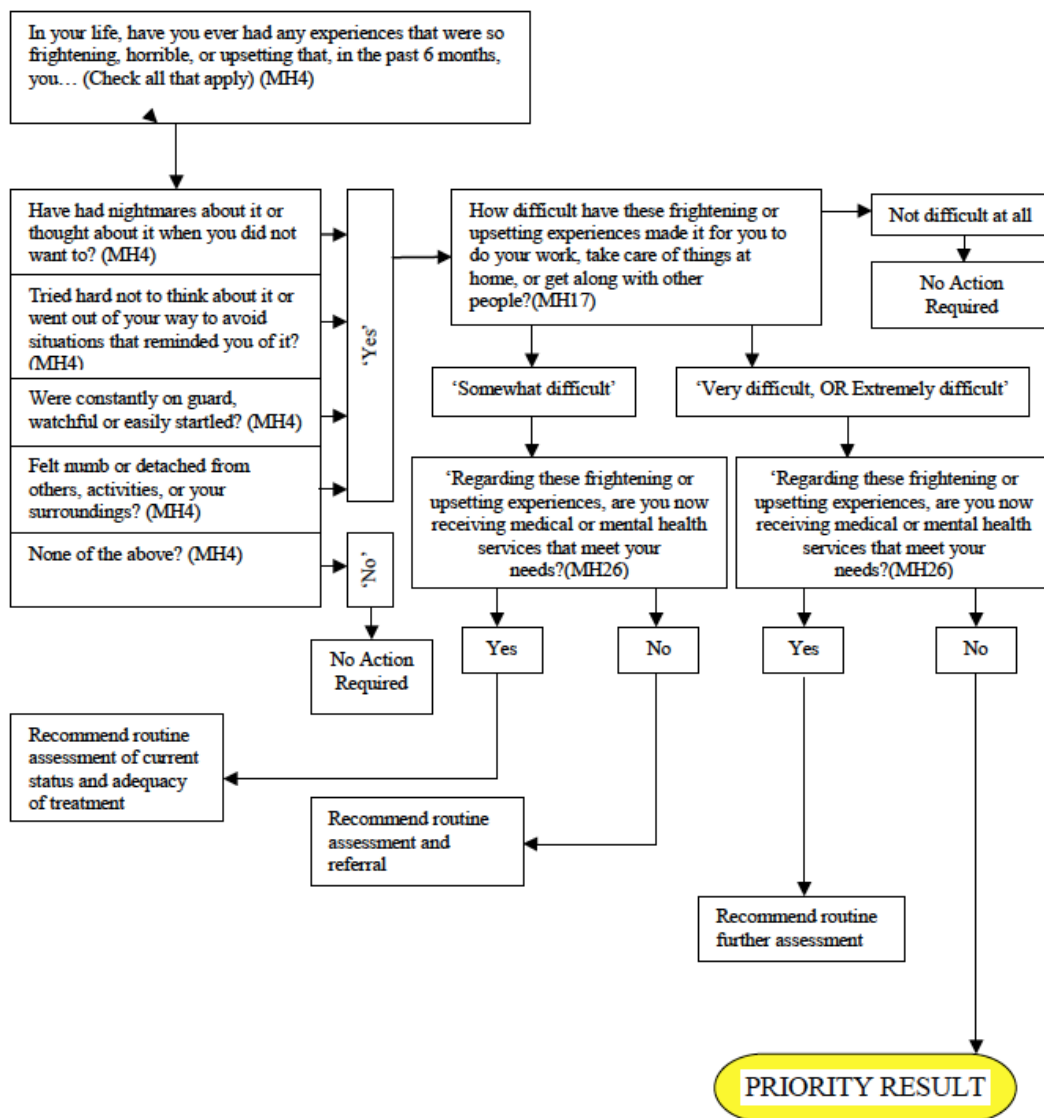 In your life, have you ever had any experiences that were so
frightening, horrible, or upsetting that, in the past 6 months,
you… (Check all that apply) (MH4)
Have had nightmares about it or
thought about it when you did not
want to? (MH4)
Tried hard not to think about it or
went out of your way to avoid
situations that reminded you of it?
(MH4)
Were constantly on guard,
watchful or easily startled? (MH4)
Felt numb or detached from
others, activities, or your
surroundings? (MH4)
None of the above? (MH4)
‘Yes’
‘No’
No Action
Required
How difficult have these frightening or
upsetting experiences made it for you to
do your work, take care of things at
home, or get along with other
people?(MH17)
Not difficult at all
No Action
Required
‘Somewhat difficult’
‘Very difficult, OR Extremely difficult’
‘Regarding these frightening or
upsetting experiences, are you now
receiving medical or mental health
services that meet your
needs?(MH26)
‘Regarding these frightening or
upsetting experiences, are you now
receiving medical or mental health
services that meet your
needs?(MH26)
Yes
No
Yes
No
Recommend routine
assessment of current
status and adequacy
of treatment
Recommend routine
assessment and
referral
Recommend routine
further assessment
PRIORITY RESULT